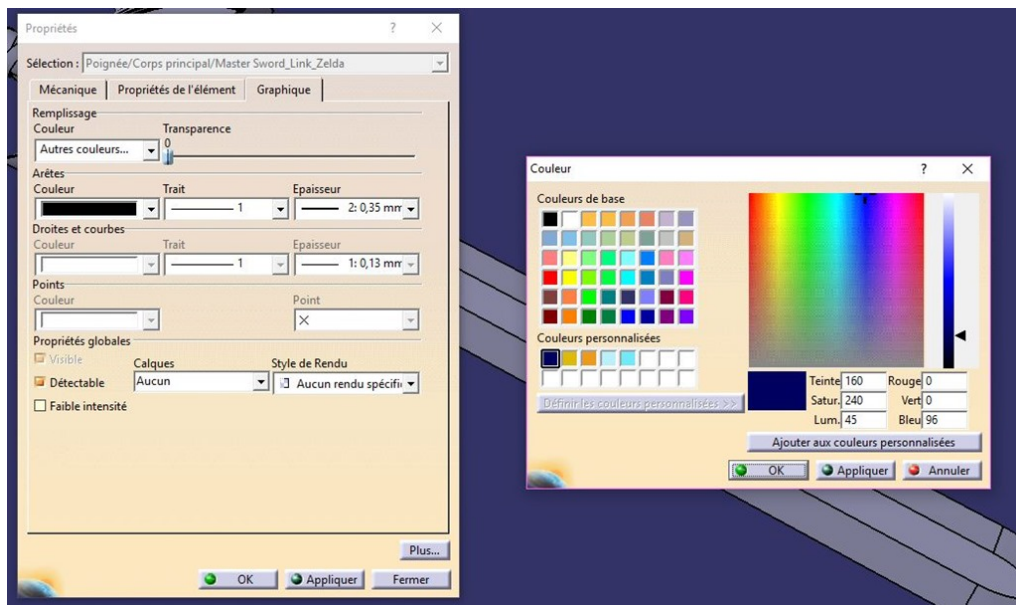 Propriétés ? ×
Sélection : Poignée/Corps principal/Master Sword_Link_Zelda
Mécanique Propriétés de l'élément Graphique
Remplissage
Couleur Transparence
Autres couleurs... 0
Arêtes
Couleur Trait Epaisseur
1 2: 0,35 mm
Droites et courbes
Couleur Trait Epaisseur
1 1: 0,13 mm
Points
Couleur Point
Propriétés globales
Visible
Calques Style de Rendu
Détectable Aucun Aucun rendu spécifi
Faible intensité
Plus...
OK Appliquer Fermer
Couleur ? ×
Couleurs de base
Couleurs personnalisées
Définir les couleurs personnalisées >>
Teinte 160 Rouge 0
Satur. 240 Vert 0
Lum. 45 Bleu 96
Ajouter aux couleurs personnalisées
OK Appliquer Annuler